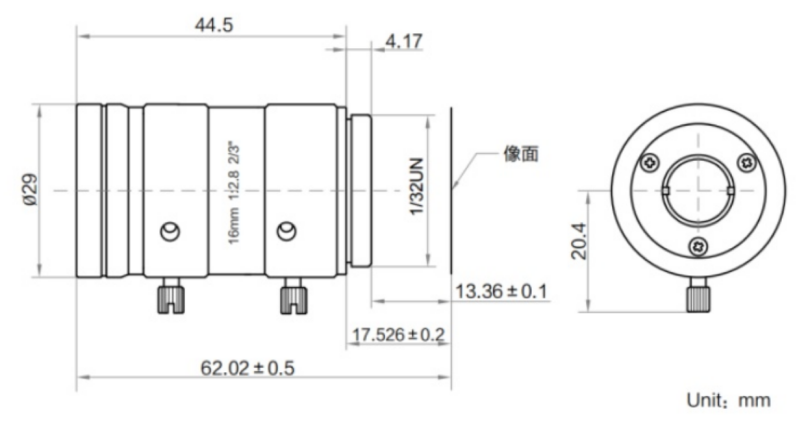 44.5
4.17
ø29
16mm 1:2.8 2/3"
1/32UN
像面
20.4
13.36±0.1
17.526±0.2
62.02±0.5
Unit: mm